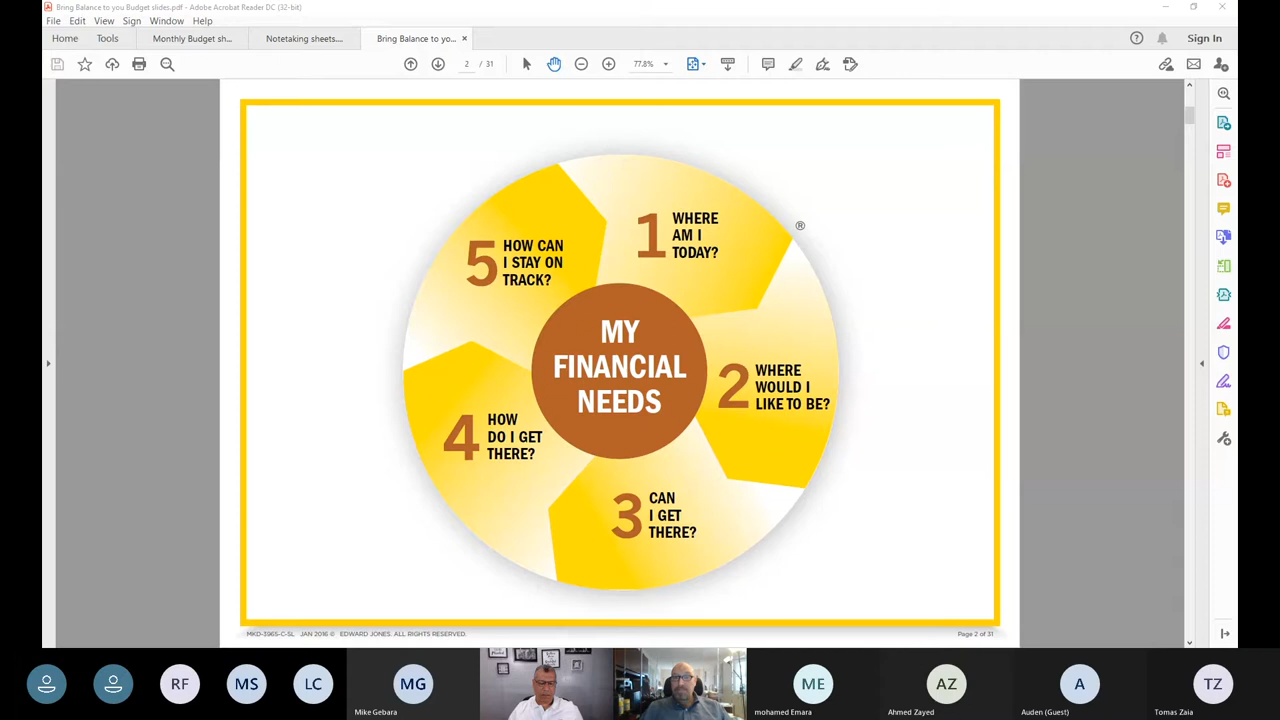 Bring Balance to you Budget slides.pdf - Adobe Acrobat Reader DC (32-bit)
File Edit View Sign Window Help
Home Tools Monthly Budget sh... Notetaking sheets.... Bring Balance to yo... ×
Sign In
2 / 31 77.8%
1 WHERE
AM I
TODAY?
®
2 WHERE
WOULD I
LIKE TO BE?
3 CAN
I GET
THERE?
4 HOW
DO I GET
THERE?
5 HOW CAN
I STAY ON
TRACK?
MY
FINANCIAL
NEEDS
MKD-3965-C-SL JAN 2016 © EDWARD JONES. ALL RIGHTS RESERVED.
Page 2 of 31
RF MS LC MG ME AZ A TZ
Mike Gebara mohamed Emara Ahmed Zayed Auden (Guest) Tomas Zaia